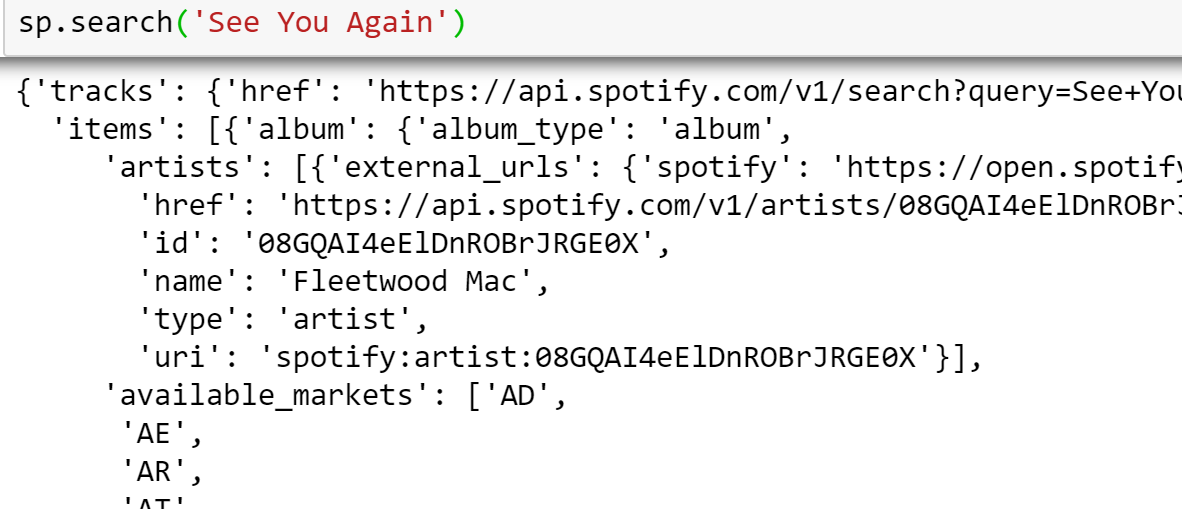 sp.search('See You Again')
{'tracks': {'href': 'https://api.spotify.com/v1/search?query=See+You
'items': [{'album': {'album_type': 'album',
'artists': [{'external_urls': {'spotify': 'https://open.spotify
'href': 'https://api.spotify.com/v1/artists/08GQAI4eElDnROBrJ
'id': '08GQAI4eElDnROBrJRGE0X',
'name': 'Fleetwood Mac',
'type': 'artist',
'uri': 'spotify:artist:08GQAI4eElDnROBrJRGE0X'}],
'available_markets': ['AD',
'AE',
'AR',
'AT'